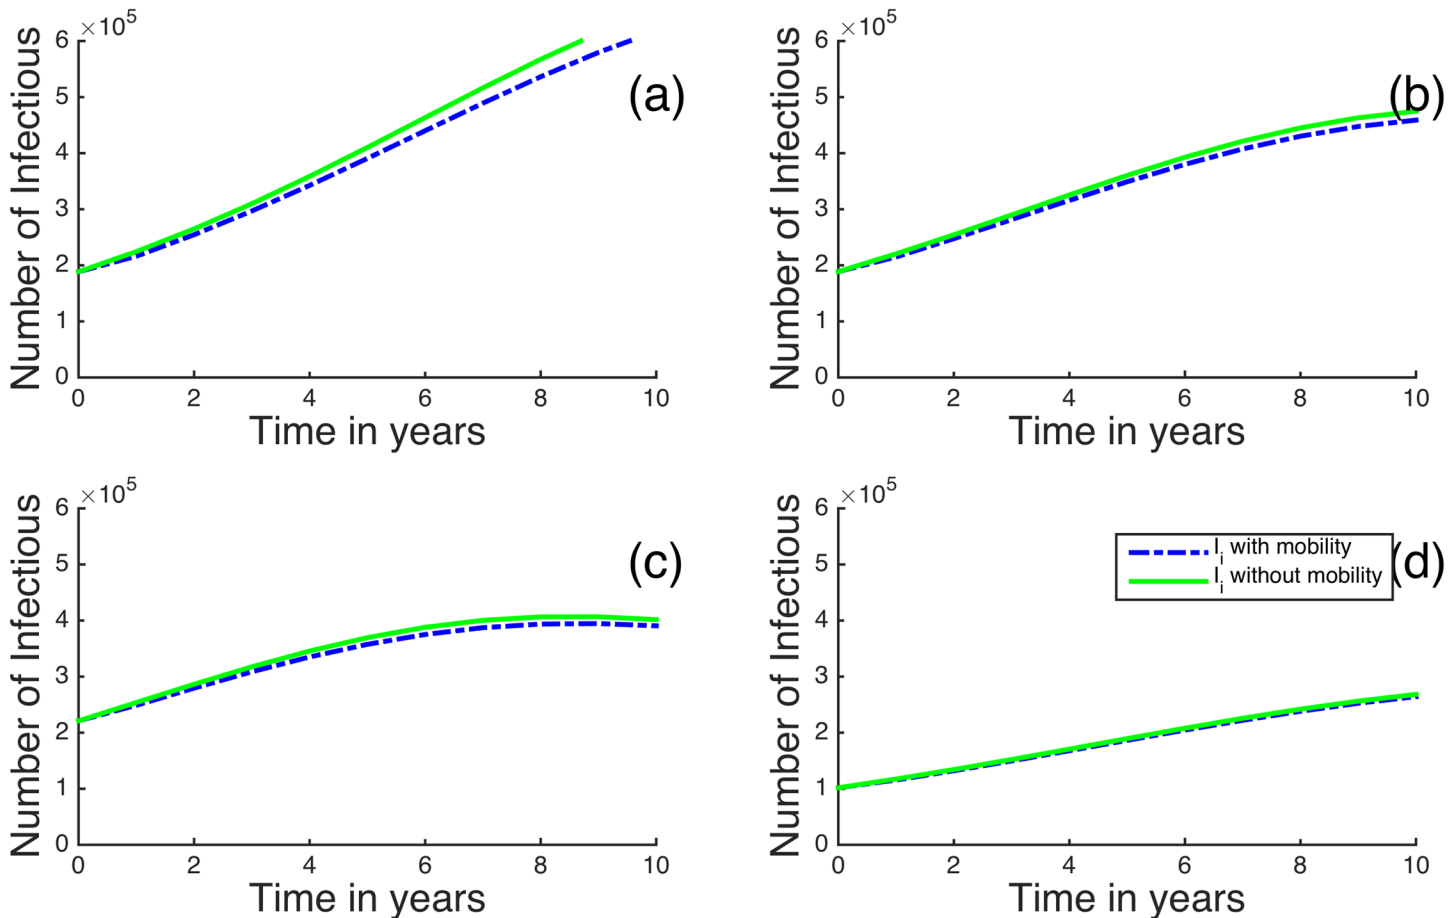 ×10⁵
6
5
4
3
2
1
0
0 2 4 6 8 10
Number of Infectious
Time in years
(a)
×10⁵
6
5
4
3
2
1
0
0 2 4 6 8 10
Number of Infectious
Time in years
(b)
×10⁵
6
5
4
3
2
1
0
0 2 4 6 8 10
Number of Infectious
Time in years
(c)
×10⁵
6
5
4
3
2
1
0
0 2 4 6 8 10
Number of Infectious
Time in years
Iᵢ with mobility
Iᵢ without mobility
(d)